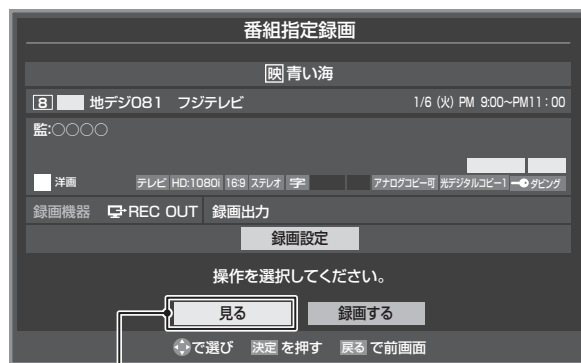 番組指定録画
映 青い海
8 地デジ081 フジテレビ 1/6 (火) PM 9:00~PM11:00
監:○○○○
洋画 テレビ HD:1080i 16:9 ステレオ 字 アナログコピー可 光デジタルコピー1 ダビング
録画機器 REC OUT 録画出力
録画設定
操作を選択してください。
見る 録画する
で選び 決定 を押す 戻る で前画面